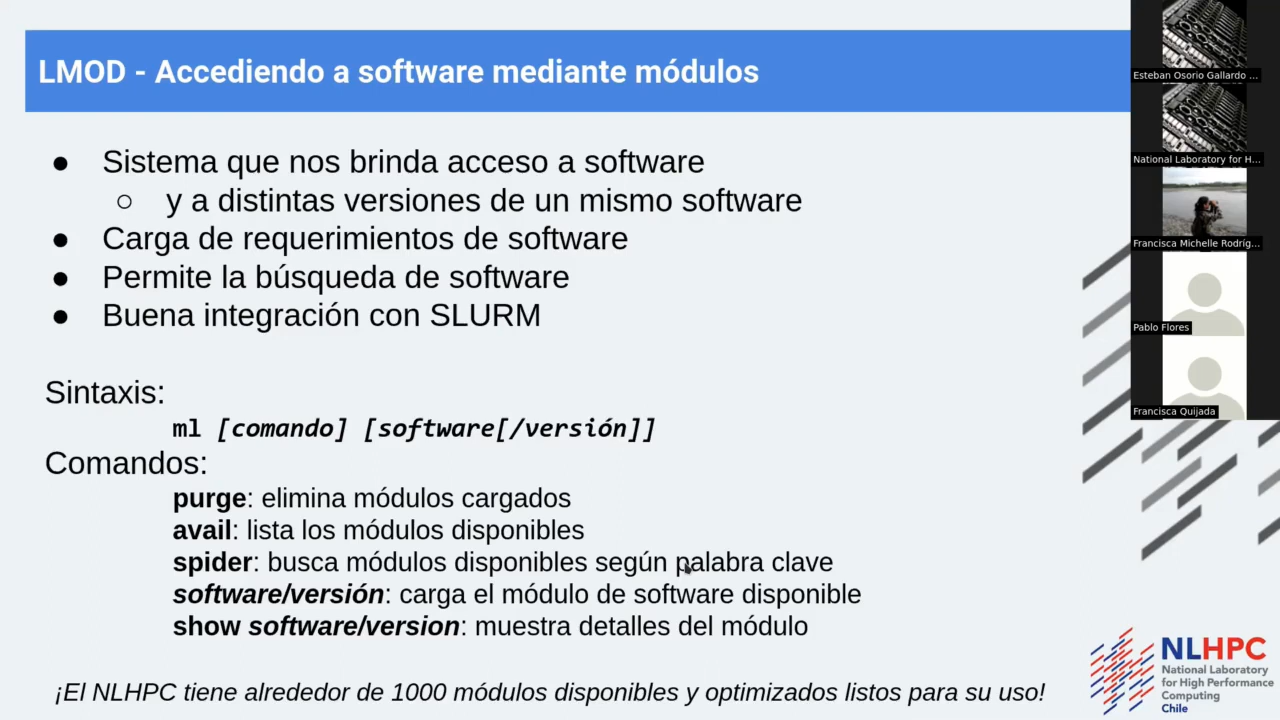 LMOD - Accediendo a software mediante módulos
● Sistema que nos brinda acceso a software
○ y a distintas versiones de un mismo software
● Carga de requerimientos de software
● Permite la búsqueda de software
● Buena integración con SLURM
Sintaxis:
ml [comando] [software[/versión]]
Comandos:
purge: elimina módulos cargados
avail: lista los módulos disponibles
spider: busca módulos disponibles según palabra clave
software/versión: carga el módulo de software disponible
show software/version: muestra detalles del módulo
¡El NLHPC tiene alrededor de 1000 módulos disponibles y optimizados listos para su uso!
Esteban Osorio Gallardo ...
National Laboratory for H...
Francisca Michelle Rodríg...
Pablo Flores
Francisca Quijada
NLHPC
National Laboratory
for High Performance
Computing
Chile